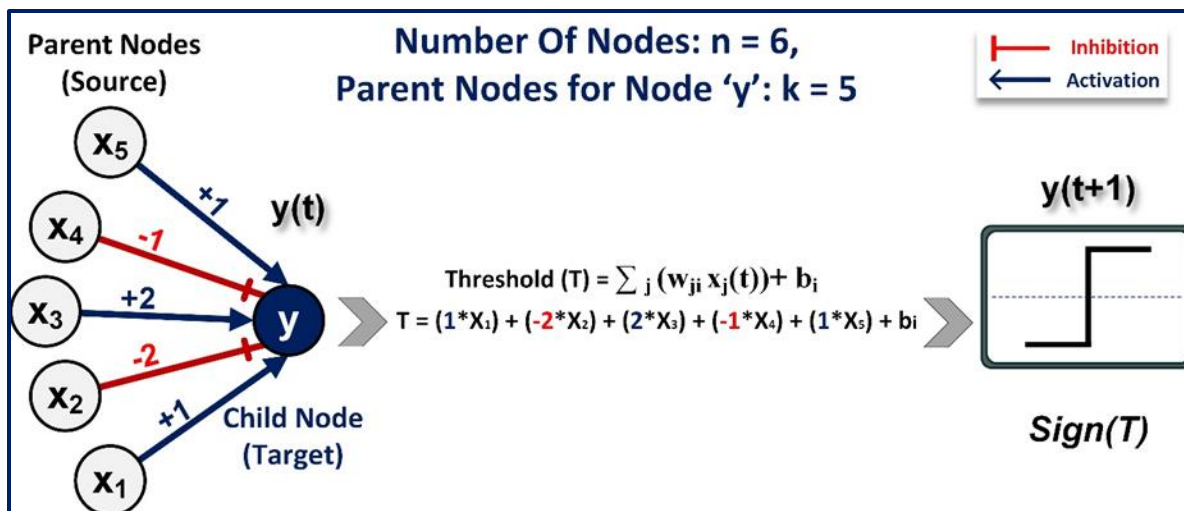 Parent Nodes
(Source)
Number Of Nodes: n = 6,
Parent Nodes for Node ‘y’: k = 5
Inhibition
Activation
x₅
+1
x₄
-1
y(t)
x₃
+2
y
x₂
-2
x₁
+1
Child Node
(Target)
Threshold (T) = ∑ ⱼ (wⱼᵢ xⱼ(t))+ bᵢ
T = (1*X₁) + (-2*X₂) + (2*X₃) + (-1*X₄) + (1*X₅) + bi
y(t+1)
Sign(T)